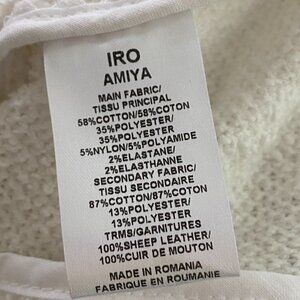 IRO
AMIYA
MAIN FABRIC/
TISSU PRINCIPAL
58%COTTON/58%COTON
35%POLYESTER/
35%POLYESTER
5%NYLON/5%POLYAMIDE
2%ELASTANE/
2%ELASTHANNE
SECONDARY FABRIC/
TISSU SECONDAIRE
87%COTTON/87%COTON
13%POLYESTER/
13%POLYESTER
TRMS/GARNITURES
100%SHEEP LEATHER/
100%CUIR DE MOUTON
MADE IN ROMANIA
FABRIQUE EN ROUMANIE